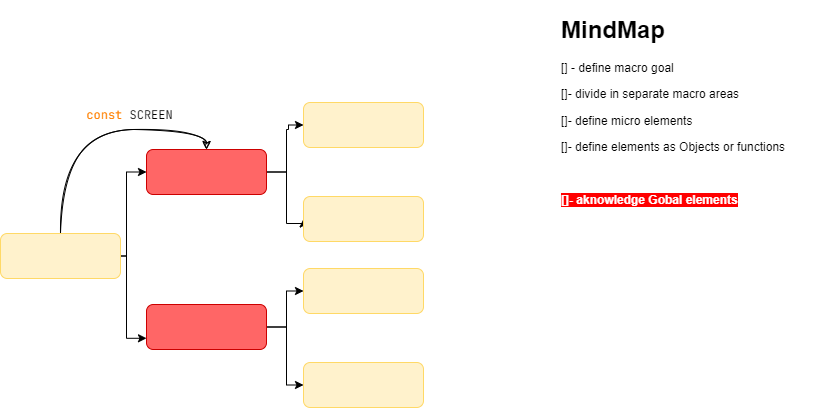 MindMap
[] - define macro goal
[]- divide in separate macro areas
const SCREEN
[]- define micro elements
[]- define elements as Objects or functions
[]- aknowledge Gobal elements